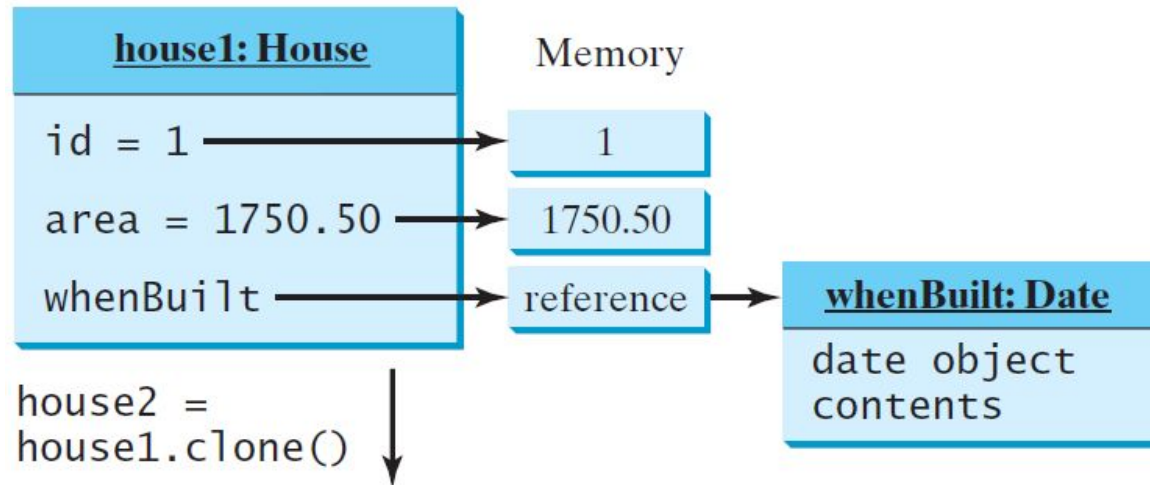 house1: House
Memory
id = 1
1
area = 1750.50
1750.50
whenBuilt
reference
whenBuilt: Date
date object
contents
house2 =
house1.clone()